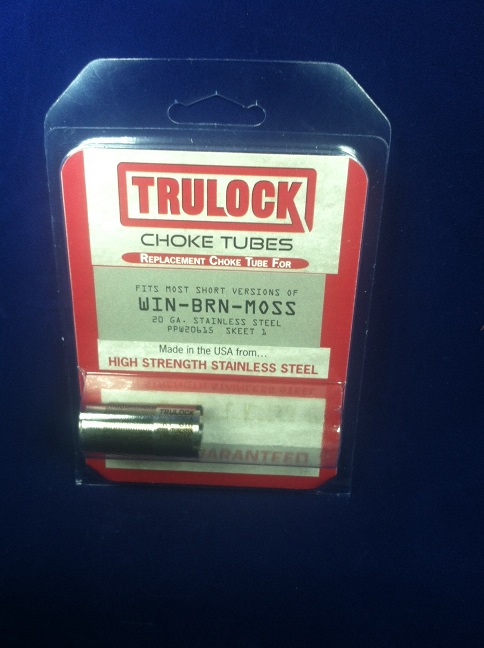 TRULOCK
CHOKE TUBES
REPLACEMENT CHOKE TUBE FOR
FITS MOST SHORT VERSIONS OF
WIN-BRN-MOSS
20 GA. STAINLESS STEEL
PPW20615 SKEET 1
Made in the USA from...
HIGH STRENGTH STAINLESS STEEL
TRULOCK